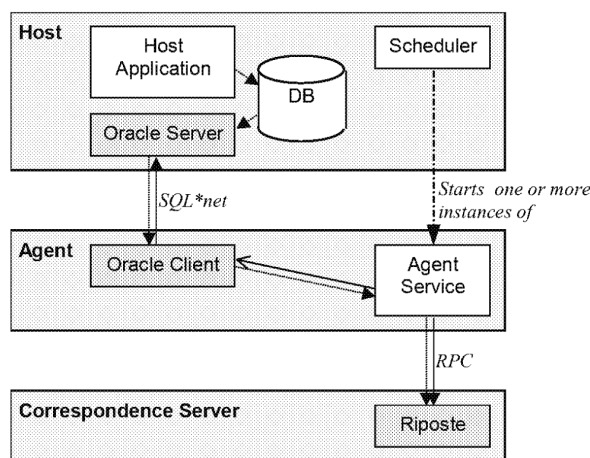 Host
Host
Application
Scheduler
DB
Oracle Server
SQL*net
Starts one or more
instances of
Agent
Oracle Client
Agent
Service
RPC
Correspondence Server
Riposte